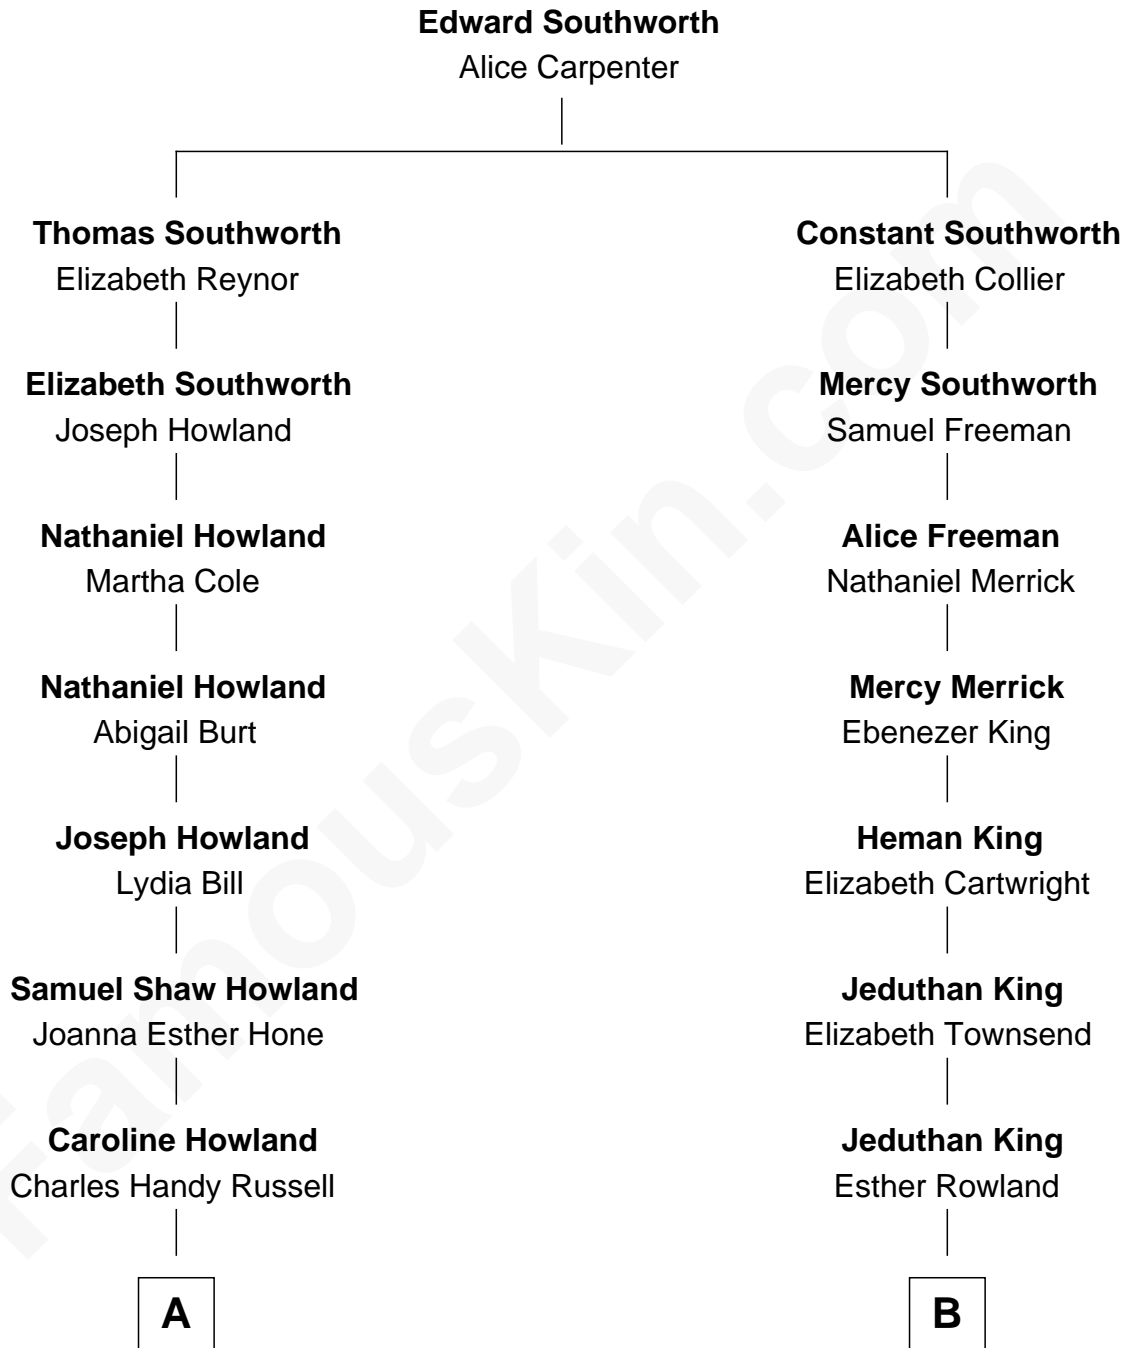 Edward Southworth
Alice Carpenter
Thomas Southworth
Elizabeth Reynor
Constant Southworth
Elizabeth Collier
Elizabeth Southworth
Joseph Howland
Mercy Southworth
Samuel Freeman
Nathaniel Howland
Martha Cole
Alice Freeman
Nathaniel Merrick
Nathaniel Howland
Abigail Burt
Mercy Merrick
Ebenezer King
Joseph Howland
Lydia Bill
Heman King
Elizabeth Cartwright
Samuel Shaw Howland
Joanna Esther Hone
Jeduthan King
Elizabeth Townsend
Caroline Howland
Charles Handy Russell
Jeduthan King
Esther Rowland
A
B
FamousKin.com